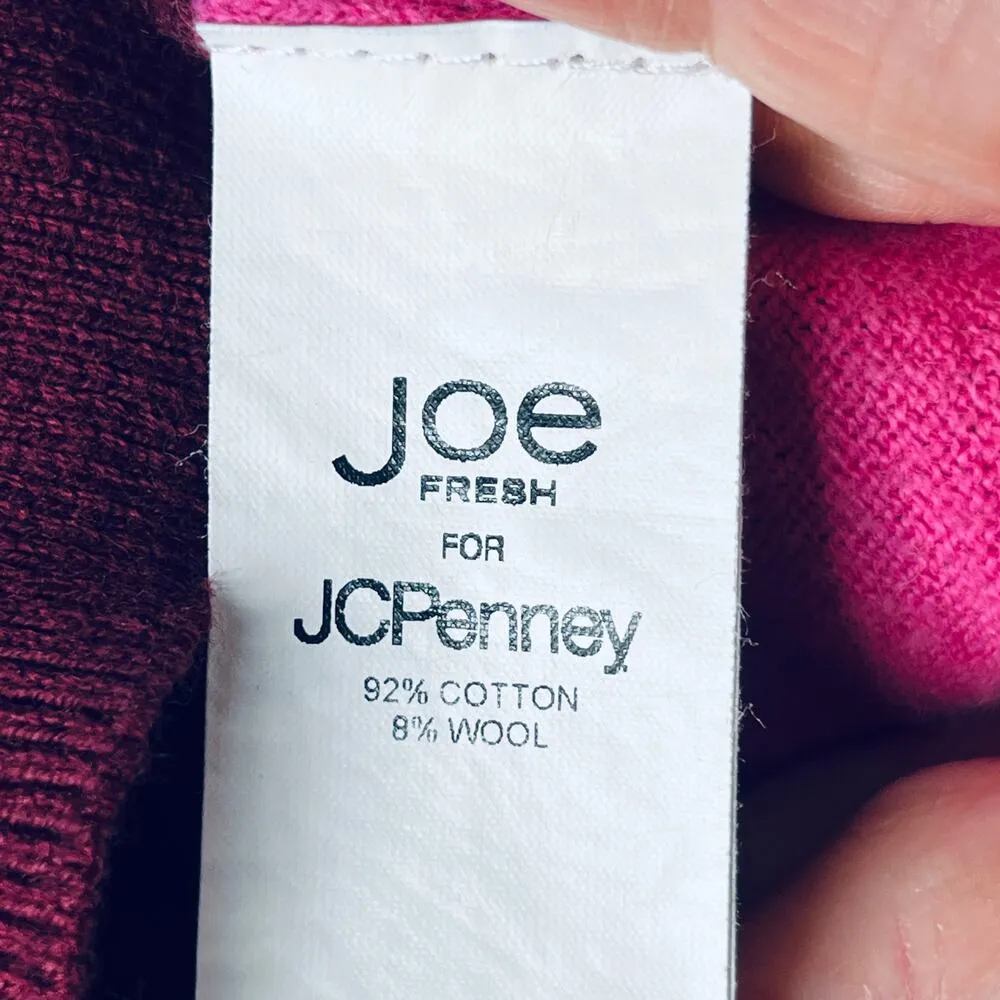 Joe
FRESH
FOR
JCPenney
92% COTTON
8% WOOL